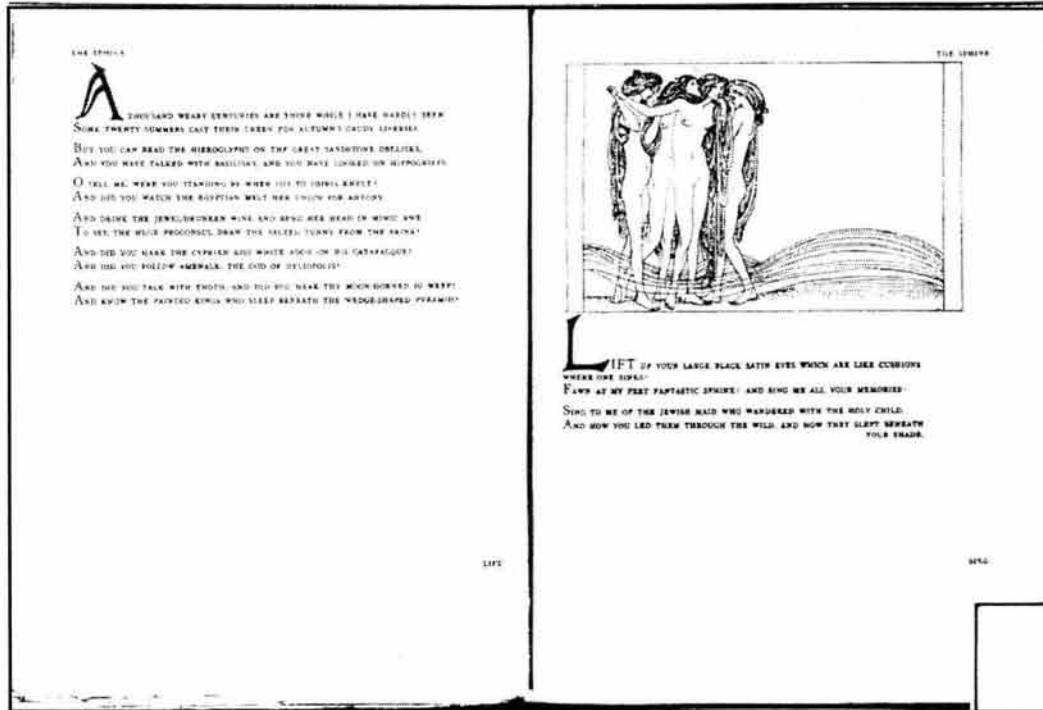 THE SPHINX
A THOUSAND WEARY CENTURIES ARE THINE WHILE I HAVE HARDLY SEEN
SOME TWENTY SUMMERS CAST THEIR GREEN FOR AUTUMN'S GAUDY LIVERIES.
BUT YOU CAN READ THE HIEROGLYPHS ON THE GREAT SANDSTONE OBELISKS,
AND YOU HAVE TALKED WITH BASILISKS, AND YOU HAVE LOOKED ON HIPPOGRIFFS.
O TELL ME, WERE YOU STANDING BY WHEN ISIS TO OSIRIS KNELT?
AND DID YOU WATCH THE EGYPTIAN MELT HER UNION FOR ANTONY
AND DRINK THE JEWEL-DRUNKEN WINE AND BEND HER HEAD IN MIMIC AWE
TO SEE THE HUGE PROCONSUL DRAW THE SALTED TUNNY FROM THE BRINE?
AND DID YOU MARK THE CYPRIAN KISS WHITE ADON ON HIS CATAFALQUE?
AND DID YOU FOLLOW AMENALK, THE GOD OF HELIOPOLIS?
AND DID YOU TALK WITH THOTH, AND DID YOU HEAR THE MOON-HORNED IO WEEP?
AND KNOW THE PAINTED KINGS WHO SLEEP BENEATH THE WEDGE-SHAPED PYRAMID?
LIFT
THE SPHINX
LIFT UP YOUR LARGE BLACK SATIN EYES WHICH ARE LIKE CUSHIONS
WHERE ONE SINKS!
FAWN AT MY FEET FANTASTIC SPHINX! AND SING ME ALL YOUR MEMORIES!
SING TO ME OF THE JEWISH MAID WHO WANDERED WITH THE HOLY CHILD,
AND HOW YOU LED THEM THROUGH THE WILD, AND HOW THEY SLEPT BENEATH
YOUR SHADE.
SING